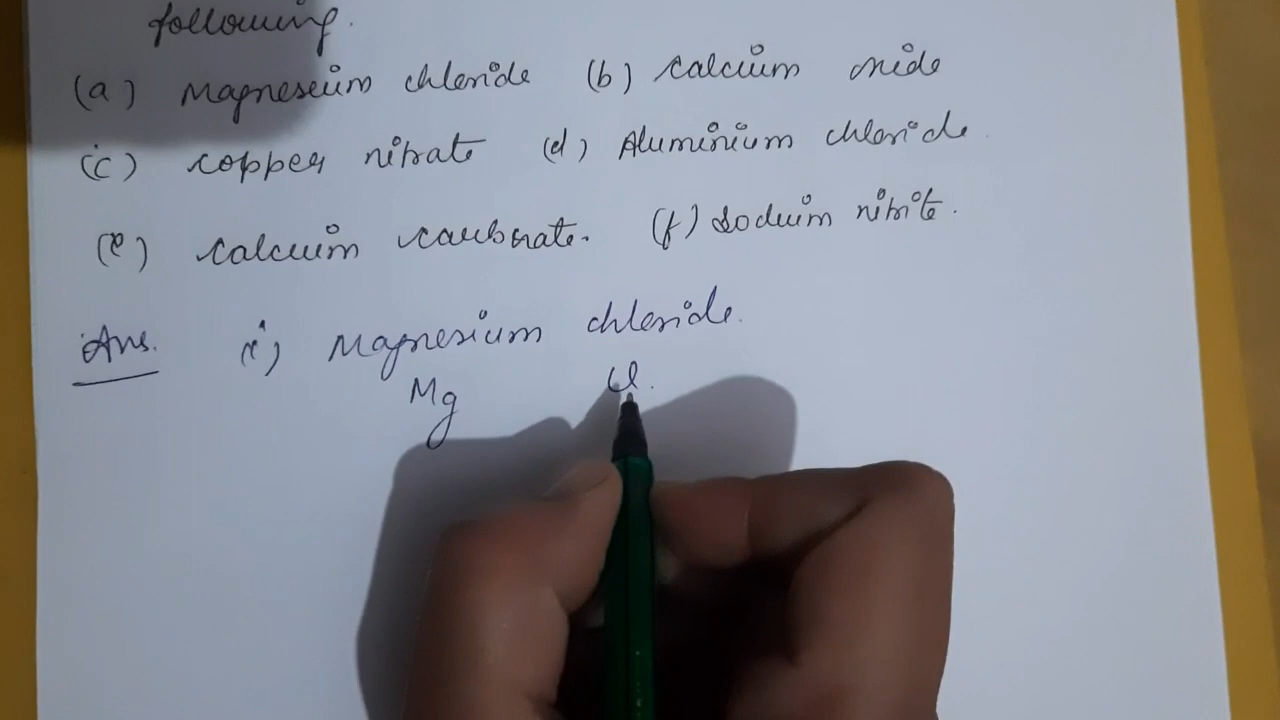 following.
(a) Magneseium chloride (b) calcium oxide
(c) copper nitrate (d) Aluminium chloride
(e) calcium carbonate. (f) Sodium nitrite.
Ans. (i) Magnesium chloride.
Mg Cl